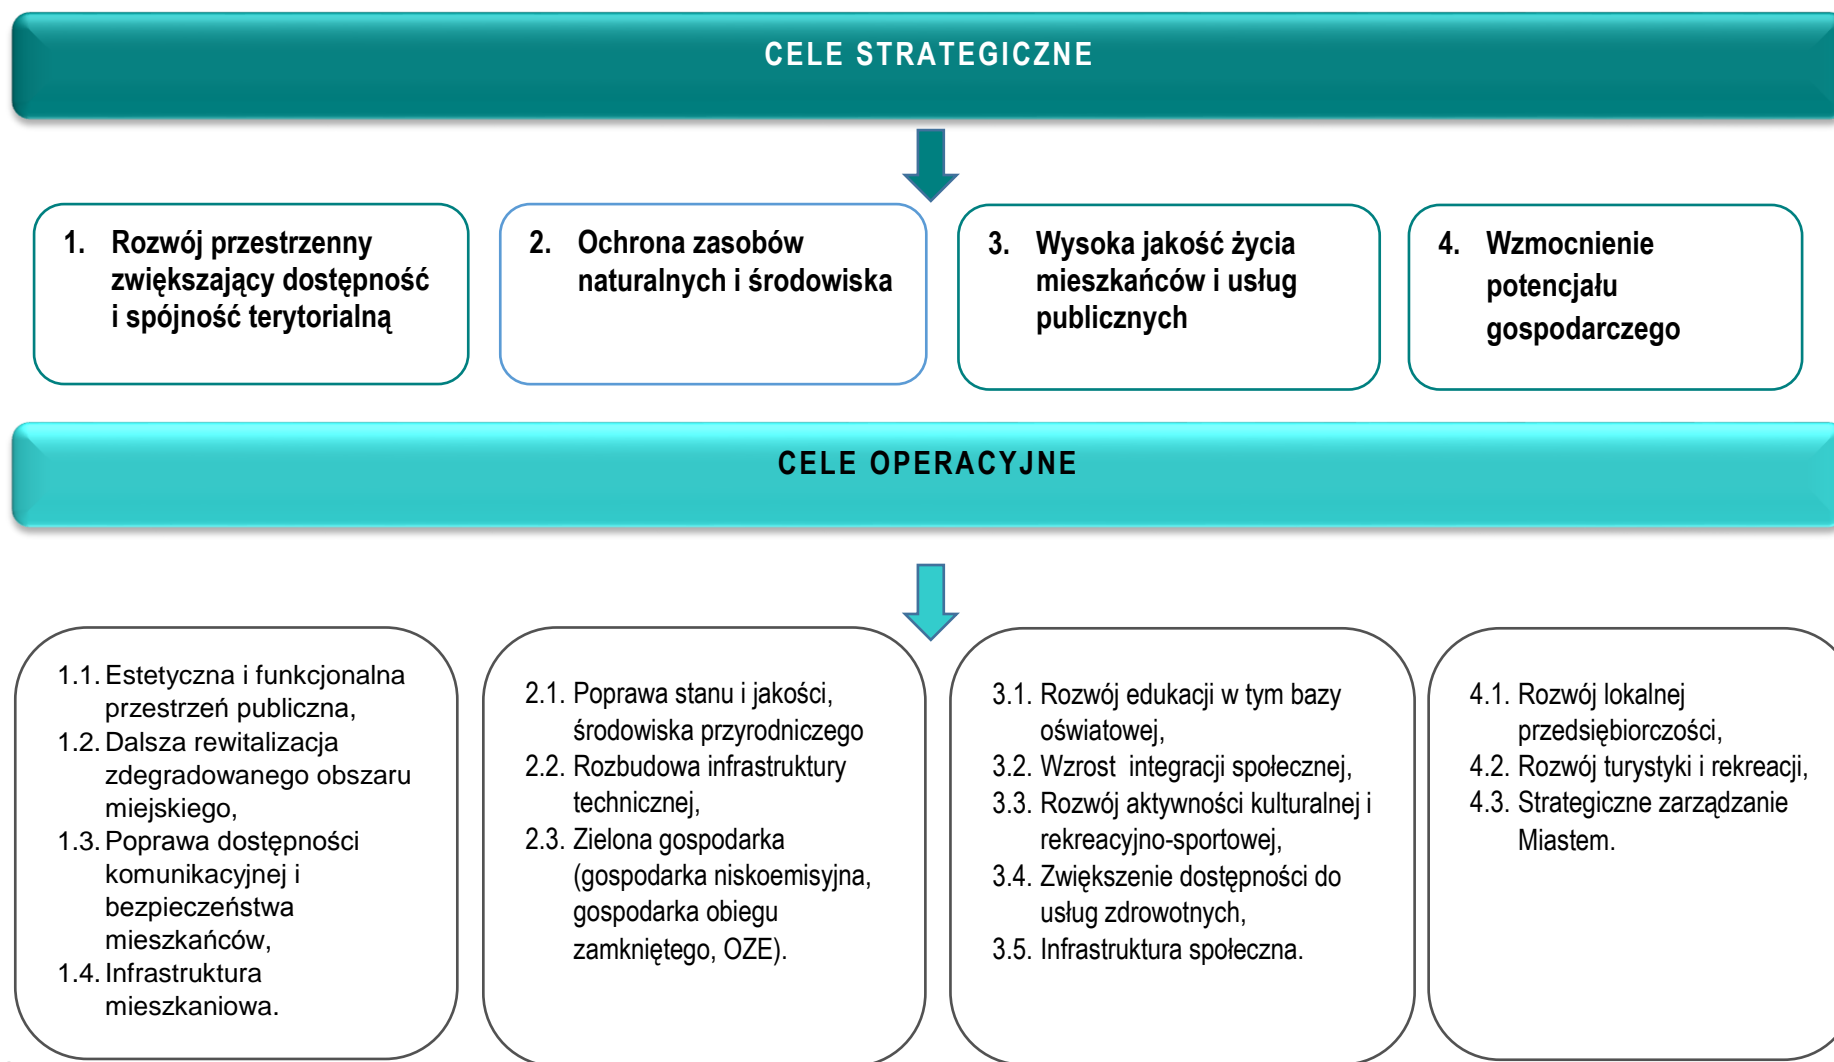 CELE STRATEGICZNE
1. Rozwój przestrzenny
zwiększający dostępność
i spójność terytorialną
2. Ochrona zasobów
naturalnych i środowiska
3. Wysoka jakość życia
mieszkańców i usług
publicznych
4. Wzmocnienie
potencjału
gospodarczego
CELE OPERACYJNE
1.1. Estetyczna i funkcjonalna
przestrzeń publiczna,
1.2. Dalsza rewitalizacja
zdegradowanego obszaru
miejskiego,
1.3. Poprawa dostępności
komunikacyjnej i
bezpieczeństwa
mieszkańców,
1.4. Infrastruktura
mieszkaniowa.
2.1. Poprawa stanu i jakości,
środowiska przyrodniczego
2.2. Rozbudowa infrastruktury
technicznej,
2.3. Zielona gospodarka
(gospodarka niskoemisyjna,
gospodarka obiegu
zamkniętego, OZE).
3.1. Rozwój edukacji w tym bazy
oświatowej,
3.2. Wzrost  integracji społecznej,
3.3. Rozwój aktywności kulturalnej i
rekreacyjno-sportowej,
3.4. Zwiększenie dostępności do
usług zdrowotnych,
3.5. Infrastruktura społeczna.
4.1. Rozwój lokalnej
przedsiębiorczości,
4.2. Rozwój turystyki i rekreacji,
4.3. Strategiczne zarządzanie
Miastem.